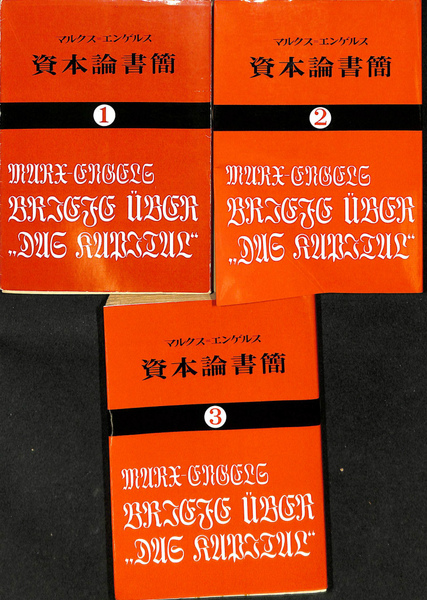 マルクス=エンゲルス
資本論書簡
1
MARX-ENGELS
BRIEFE ÜBER
„DAS KAPITAL“
マルクス=エンゲルス
資本論書簡
2
MARX-ENGELS
BRIEFE ÜBER
„DAS KAPITAL“
マルクス=エンゲルス
資本論書簡
3
MARX-ENGELS
BRIEFE ÜBER
„DAS KAPITAL“